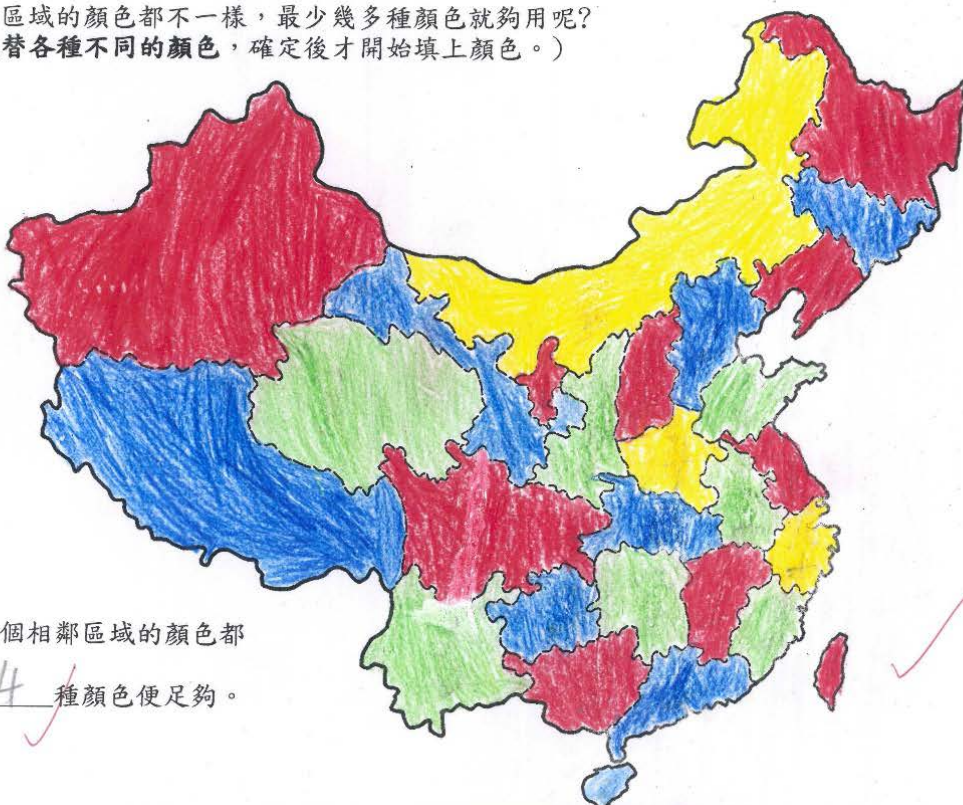 區域的顏色都不一樣，最少幾多種顏色就夠用呢？
替各種不同的顏色，確定後才開始填上顏色。）
個相鄰區域的顏色都
4 種顏色便足夠。